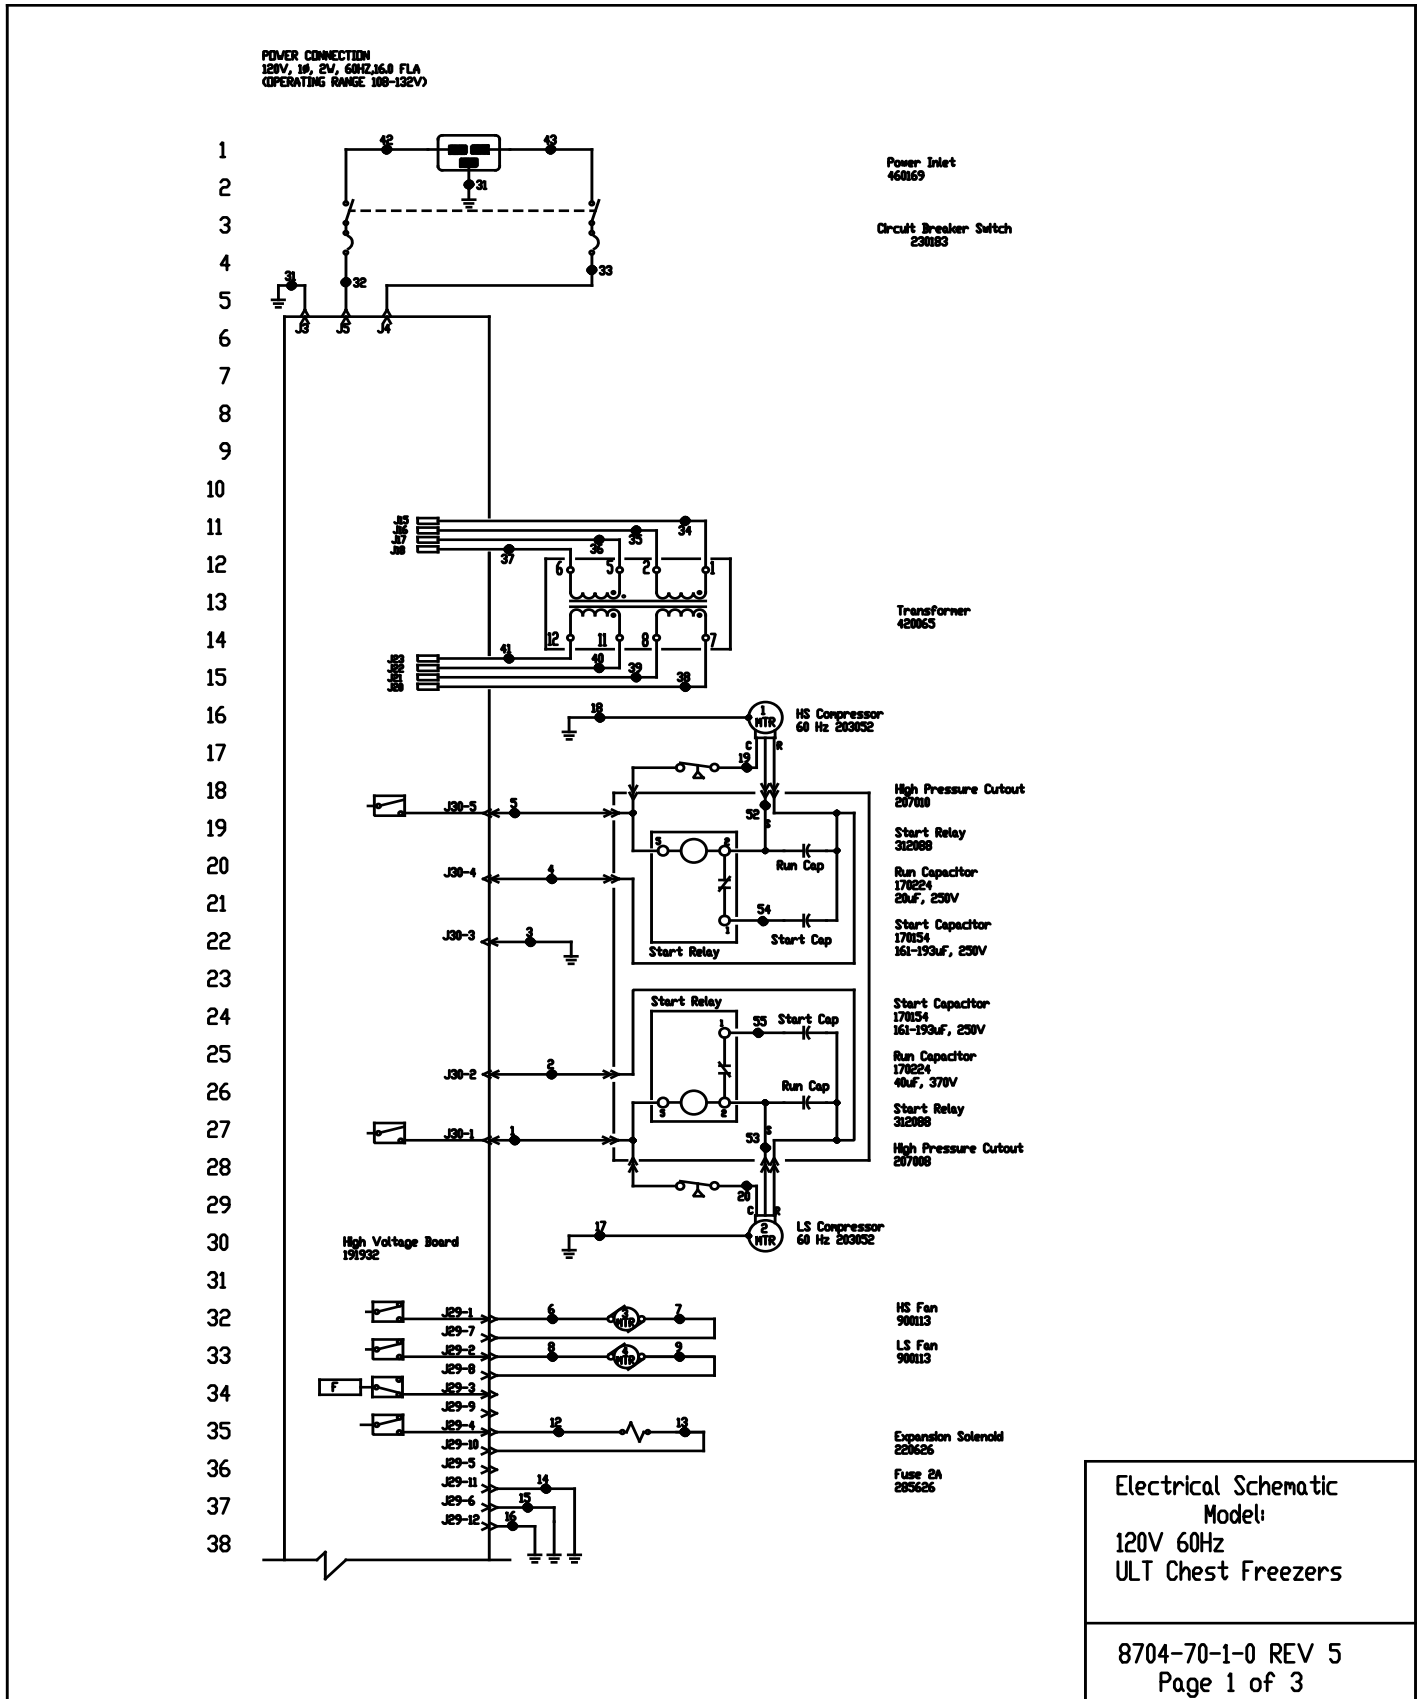 POWER CONNECTION
120V, 1Ø, 2W, 60HZ,16.0 FLA
(OPERATING RANGE 108-132V)
42
43
1
Power Inlet
460169
2
31
3
Circuit Breaker Switch
230183
4
33
31
32
5
J3
J5
J4
6
7
8
9
10
J15
34
11
J16
35
J17
36
J18
37
12
6
5
2
1
13
Transformer
420065
14
12
11
8
7
J23
41
J22
40
15
J21
39
J20
38
16
18
1
MTR
HS Compressor
60 Hz 203052
17
C
R
19
18
High Pressure Cutout
207010
J30-5
5
52
S
19
Start Relay
312088
5
2
20
J30-4
4
Run Cap
Run Capacitor
170224
20uF, 250V
21
54
1
22
J30-3
3
Start Cap
Start Capacitor
170154
161-193uF, 250V
Start Relay
23
24
Start Relay
1
55
Start Cap
Start Capacitor
170154
161-193uF, 250V
25
J30-2
2
Run Capacitor
170224
40uF, 370V
26
Run Cap
5
2
Start Relay
312088
27
J30-1
1
53
S
28
High Pressure Cutout
207008
29
20
C
R
30
High Voltage Board
191932
17
2
MTR
LS Compressor
60 Hz 203052
31
32
J29-1
6
3
MTR
7
HS Fan
900113
J29-7
33
J29-2
8
4
MTR
9
LS Fan
900113
J29-8
34
F
J29-3
J29-9
35
J29-4
12
13
Expansion Solenoid
220626
J29-10
36
J29-5
Fuse 2A
285626
J29-11
14
37
J29-6
15
J29-12
16
38
Electrical Schematic
Model:
120V 60Hz
ULT Chest Freezers
8704-70-1-0 REV 5
Page 1 of 3